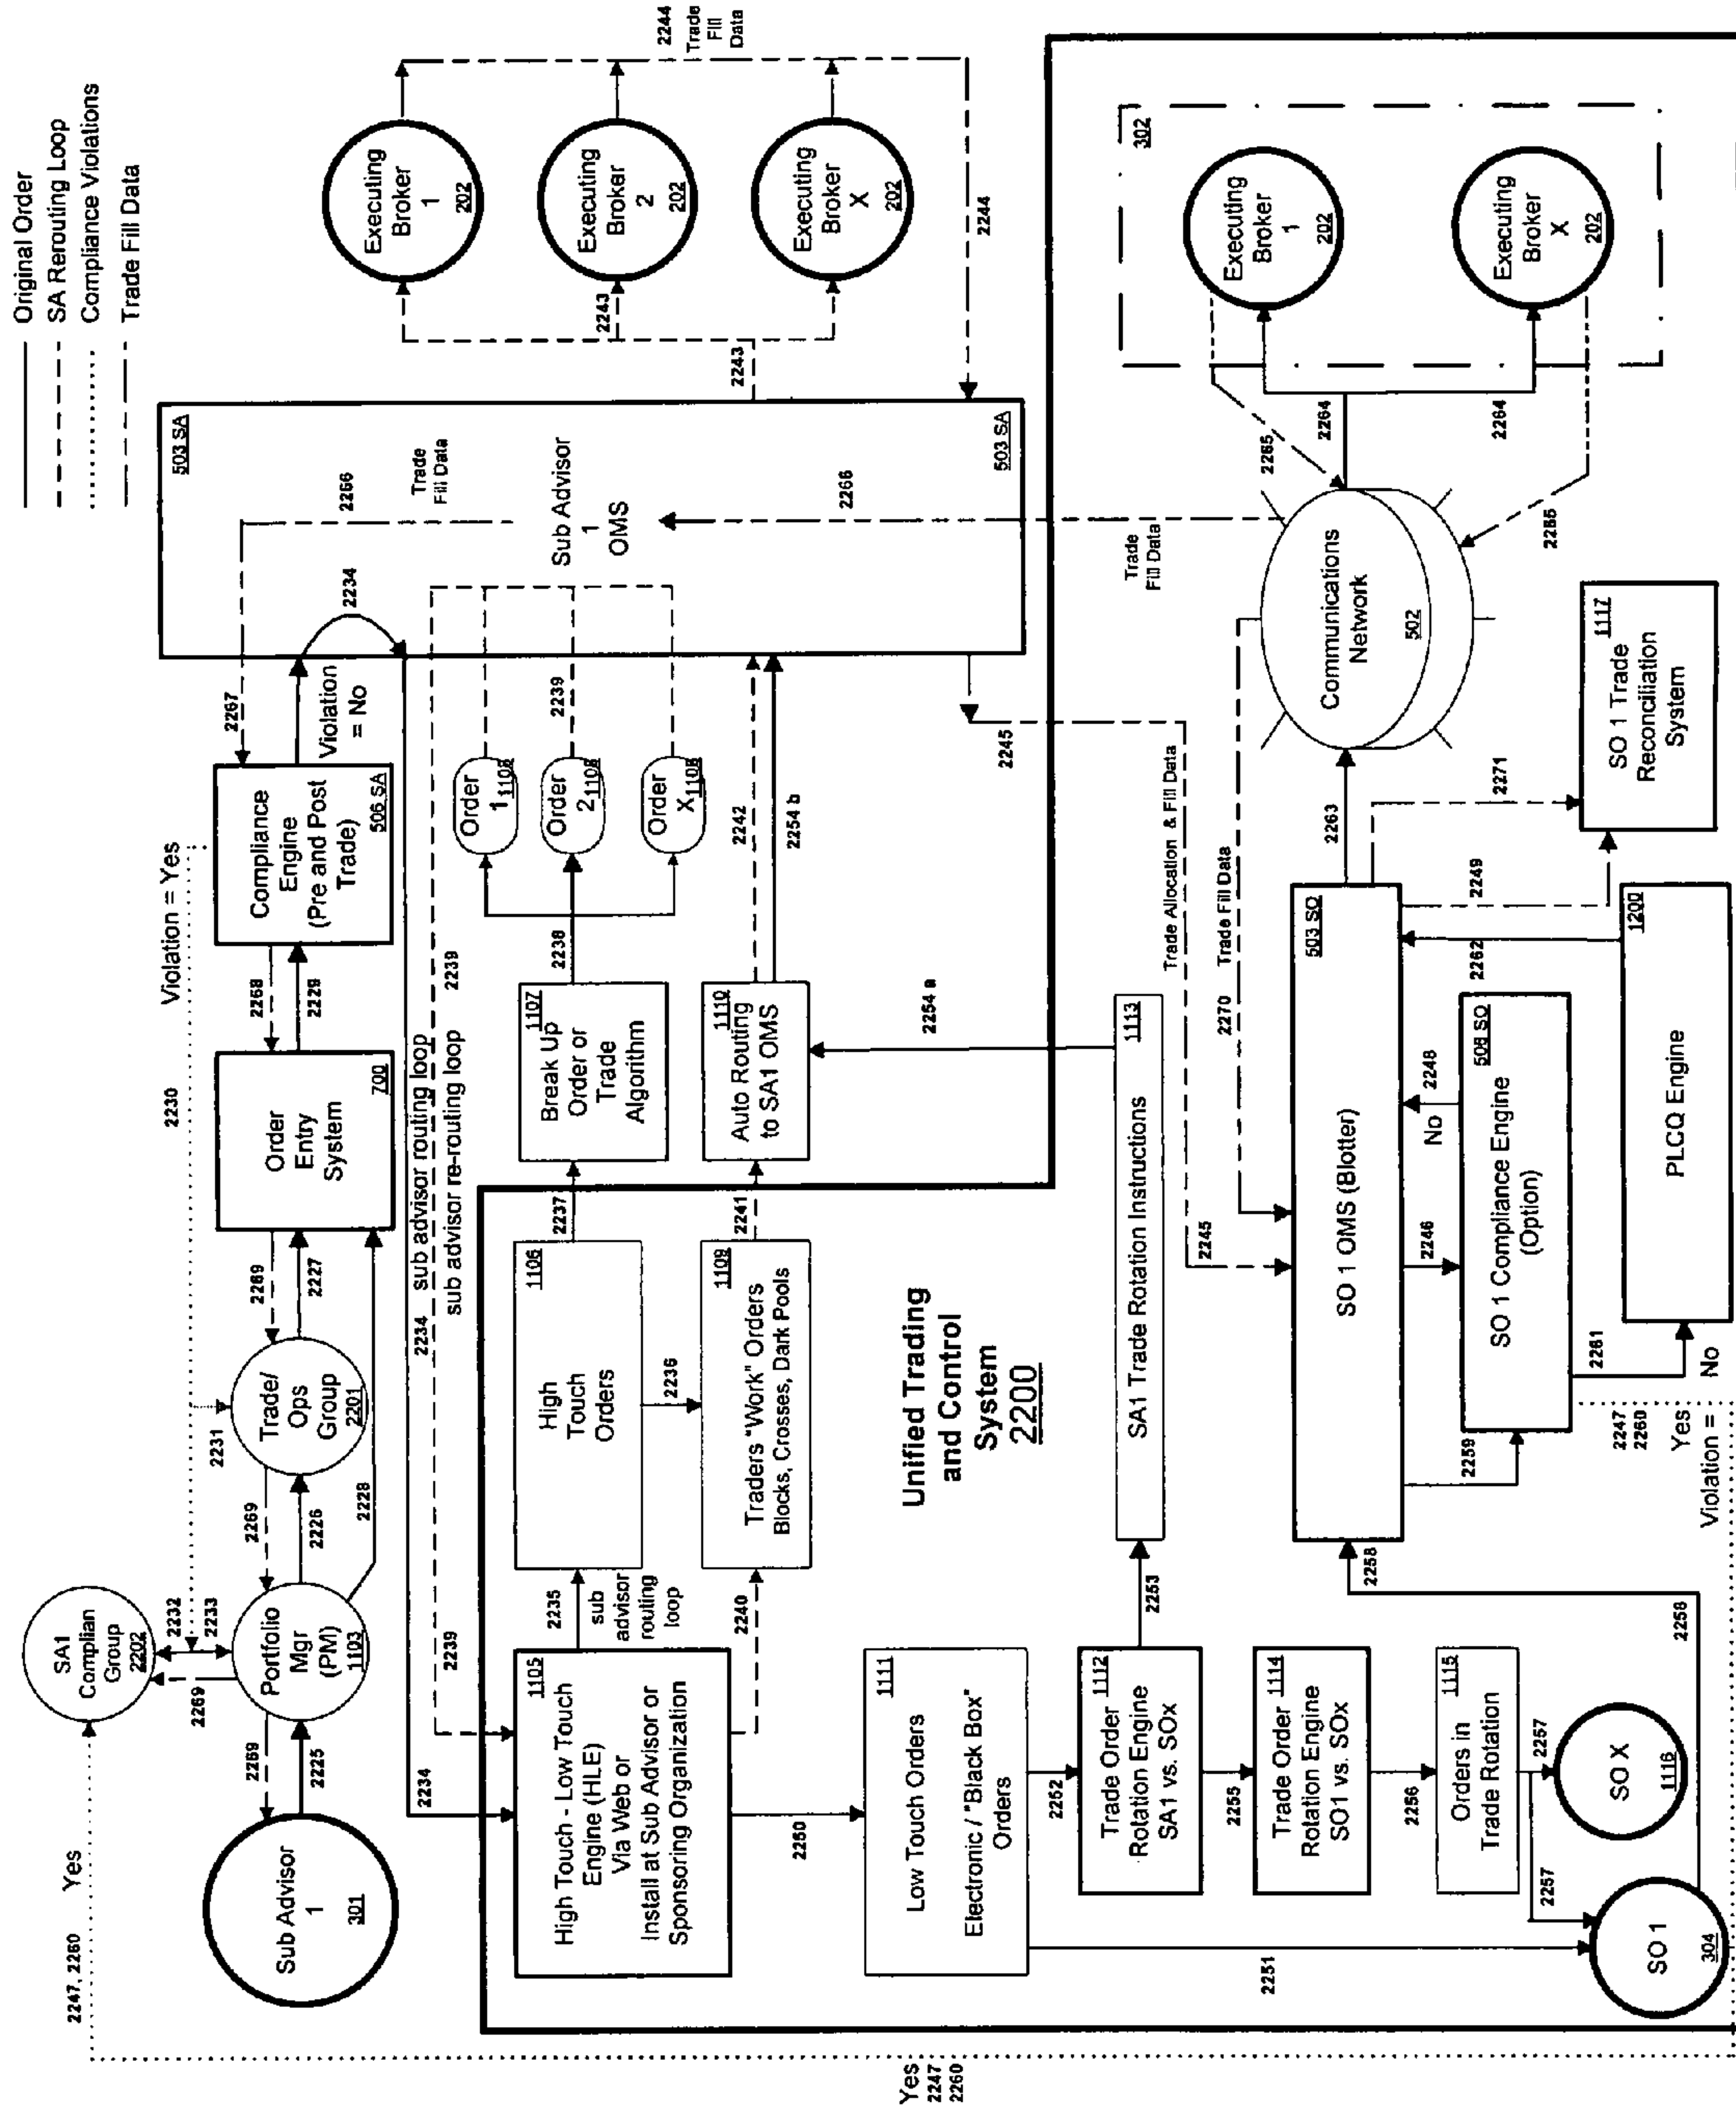 Original Order
SA Rerouting Loop
Compliance Violations
Trade Fill Data
2247, 2260
Yes
SA1
Complian
Group
2202
2232
2233
2269
Sub Advisor
1
301
2225
2269
Portfolio
Mgr
(PM)
1103
2226
2269
2228
Trade/
Ops
Group
2201
2231
2227
2269
Order
Entry
System
700
2230
Violation = Yes
2229
2268
Compliance
Engine
(Pre and Post
Trade)
506 SA
2267
Violation
= No
2234
503 SA
2266
Trade
Fill Data
Sub Advisor
1
OMS
2266
503 SA
2243
2243
Executing
Broker
1
202
Executing
Broker
2
202
Executing
Broker
X
202
2244
Trade
Fill
Data
2244
2234
2234 sub advisor routing loop
2239
sub advisor re-routing loop
2239
1105
High Touch - Low Touch
Engine (HLE)
Via Web or
Install at Sub Advisor or
Sponsoring Organization
2235
sub
advisor
routing
loop
2240
1106
High
Touch
Orders
2236
2237
1109
Traders "Work" Orders
Blocks, Crosses, Dark Pools
2241
1107
Break Up
Order or
Trade
Algorithm
2238
1110
Auto Routing
to SA1 OMS
Order
1
1108
Order
2
1108
Order
X
1108
2239
2242
2254 b
2254 a
2245
2250
1111
Low Touch Orders
Electronic / "Black Box"
Orders
2251
2252
1112
Trade Order
Rotation Engine
SA1 vs. SOx
2253
2255
1114
Trade Order
Rotation Engine
SO1 vs. SOx
2256
1115
Orders in
Trade Rotation
2257
2257
SO X
1116
SO 1
304
2258
2258
Unified Trading
and Control
System
2200
1113
SA1 Trade Rotation Instructions
Trade Allocation & Fill Data
2245
Trade Fill Data
2270
503 SO
SO 1 OMS (Blotter)
2246
2248
No
2259
506 SO
SO 1 Compliance Engine
(Option)
2261
2262
1200
PLCQ Engine
2247
2260
Yes
No
Violation =
2263
2249
2271
1117
SO 1 Trade
Reconciliation
System
Communications
Network
502
Trade
Fill Data
2265
2264
2264
2265
302
Executing
Broker
1
202
Executing
Broker
X
202
Yes
2247
2260